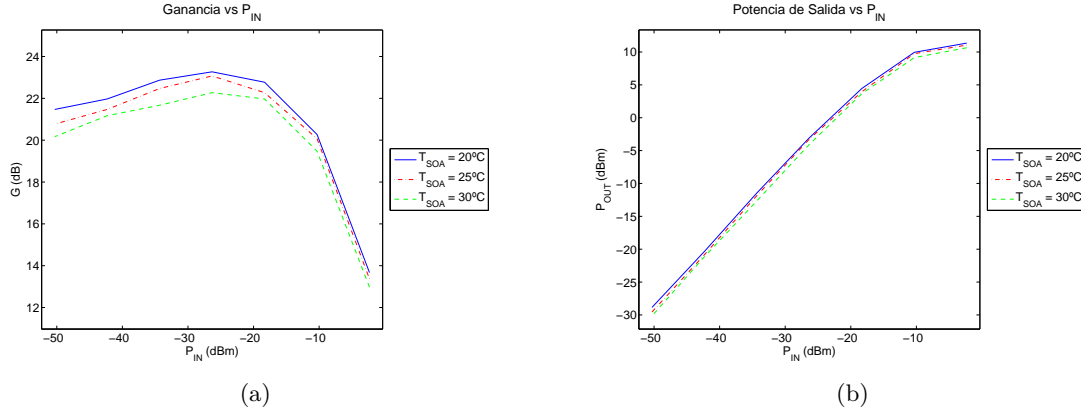 Ganancia vs P_IN
24
22
20
18
16
14
12
G (dB)
−50 −40 −30 −20 −10
P_IN (dBm)
T_SOA = 20ºC
T_SOA = 25ºC
T_SOA = 30ºC
(a)
Potencia de Salida vs P_IN
10
5
0
−5
−10
−15
−20
−25
−30
P_OUT (dBm)
−50 −40 −30 −20 −10
P_IN (dBm)
T_SOA = 20ºC
T_SOA = 25ºC
T_SOA = 30ºC
(b)